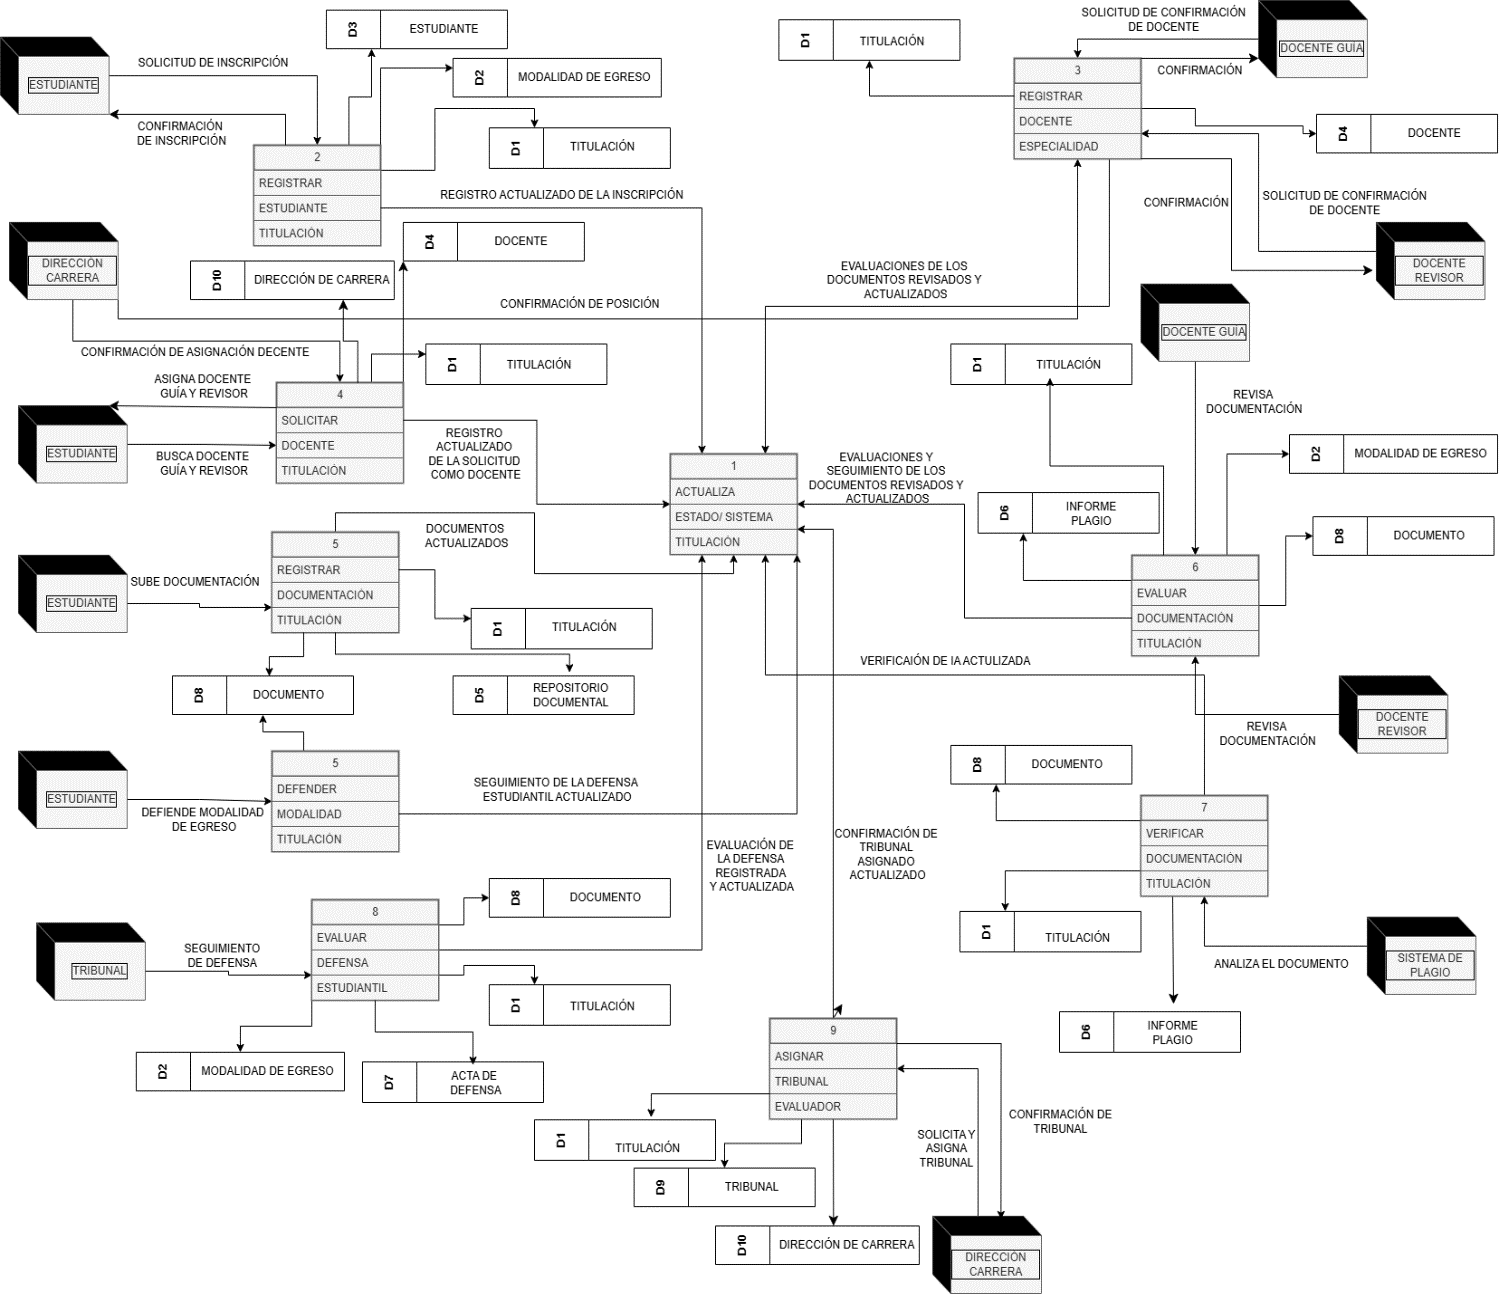 D3
ESTUDIANTE
D2
MODALIDAD DE EGRESO
D1
TITULACIÓN
ESTUDIANTE
SOLICITUD DE INSCRIPCIÓN
CONFIRMACIÓN
DE INSCRIPCIÓN
2
REGISTRAR
ESTUDIANTE
TITULACIÓN
REGISTRO ACTUALIZADO DE LA INSCRIPCIÓN
D1
TITULACIÓN
SOLICITUD DE CONFIRMACIÓN
DE DOCENTE
DOCENTE GUÍA
CONFIRMACIÓN
3
REGISTRAR
DOCENTE
ESPECIALIDAD
D4
DOCENTE
CONFIRMACIÓN
SOLICITUD DE CONFIRMACIÓN
DE DOCENTE
DOCENTE
REVISOR
EVALUACIONES DE LOS
DOCUMENTOS REVISADOS Y
ACTUALIZADOS
DIRECCIÓN
CARRERA
D4
DOCENTE
D10
DIRECCIÓN DE CARRERA
CONFIRMACIÓN DE POSICIÓN
CONFIRMACIÓN DE ASIGNACIÓN DECENTE
D1
TITULACIÓN
ASIGNA DOCENTE
GUÍA Y REVISOR
4
SOLICITAR
DOCENTE
TITULACIÓN
ESTUDIANTE
BUSCA DOCENTE
GUÍA Y REVISOR
REGISTRO
ACTUALIZADO
DE LA SOLICITUD
COMO DOCENTE
1
ACTUALIZA
ESTADO/ SISTEMA
TITULACIÓN
DOCENTE GUÍA
D1
TITULACIÓN
REVISA
DOCUMENTACIÓN
EVALUACIONES Y
SEGUIMIENTO DE LOS
DOCUMENTOS REVISADOS Y
ACTUALIZADOS
D2
MODALIDAD DE EGRESO
D6
INFORME
PLAGIO
D8
DOCUMENTO
6
EVALUAR
DOCUMENTACIÓN
TITULACIÓN
5
REGISTRAR
DOCUMENTACIÓN
TITULACIÓN
DOCUMENTOS
ACTUALIZADOS
ESTUDIANTE
SUBE DOCUMENTACIÓN
D1
TITULACIÓN
D8
DOCUMENTO
D5
REPOSITORIO
DOCUMENTAL
VERIFICAIÓN DE IA ACTULIZADA
DOCENTE
REVISOR
REVISA
DOCUMENTACIÓN
5
DEFENDER
MODALIDAD
TITULACIÓN
ESTUDIANTE
DEFIENDE MODALIDAD
DE EGRESO
SEGUIMIENTO DE LA DEFENSA
ESTUDIANTIL ACTUALIZADO
D8
DOCUMENTO
7
VERIFICAR
DOCUMENTACIÓN
TITULACIÓN
EVALUACIÓN DE
LA DEFENSA
REGISTRADA
Y ACTUALIZADA
CONFIRMACIÓN DE
TRIBUNAL
ASIGNADO
ACTUALIZADO
D1
TITULACIÓN
SISTEMA DE
PLAGIO
ANALIZA EL DOCUMENTO
D6
INFORME
PLAGIO
8
EVALUAR
DEFENSA
ESTUDIANTIL
D8
DOCUMENTO
TRIBUNAL
SEGUIMIENTO
DE DEFENSA
D1
TITULACIÓN
D2
MODALIDAD DE EGRESO
D7
ACTA DE
DEFENSA
9
ASIGNAR
TRIBUNAL
EVALUADOR
D1
TITULACIÓN
D9
TRIBUNAL
D10
DIRECCIÓN DE CARRERA
SOLICITA Y
ASIGNA
TRIBUNAL
CONFIRMACIÓN DE
TRIBUNAL
DIRECCIÓN
CARRERA